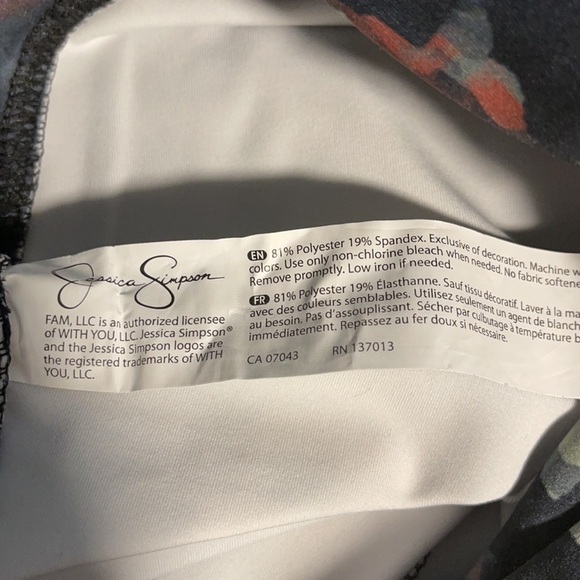 Jessica Simpson
FAM, LLC is an authorized licensee
of WITH YOU, LLC. Jessica Simpson®
and the Jessica Simpson logos are
the registered trademarks of WITH
YOU, LLC.
EN 81% Polyester 19% Spandex. Exclusive of decoration. Machine w
colors. Use only non-chlorine bleach when needed. No fabric softene
Remove promptly. Low iron if needed.
FR 81% Polyester 19% Élasthanne. Sauf tissu décoratif. Laver à la ma
avec des couleurs semblables. Utilisez seulement un agent de blanch
au besoin. Pas d'assouplissant. Sécher par culbutage à température b
immédiatement. Repassez au fer doux si nécessaire.
CA 07043 RN 137013